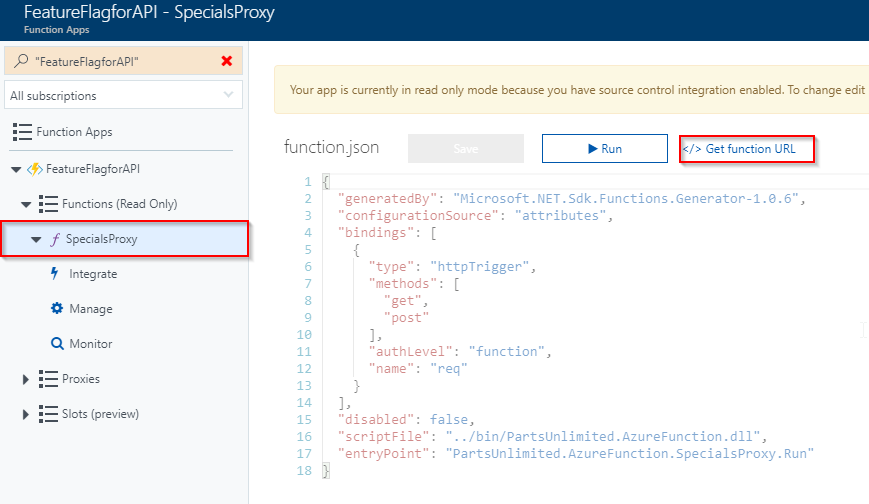 FeatureFlagforAPI - SpecialsProxy
Function Apps
"FeatureFlagforAPI"
All subscriptions
Function Apps
FeatureFlagforAPI
Functions (Read Only)
SpecialsProxy
Integrate
Manage
Monitor
Proxies
Slots (preview)
Your app is currently in read only mode because you have source control integration enabled. To change edit
function.json
Save
Run
</> Get function URL
1 {
2 "generatedBy": "Microsoft.NET.Sdk.Functions.Generator-1.0.6",
3 "configurationSource": "attributes",
4 "bindings": [
5 {
6 "type": "httpTrigger",
7 "methods": [
8 "get",
9 "post"
10 ],
11 "authLevel": "function",
12 "name": "req"
13 }
14 ],
15 "disabled": false,
16 "scriptFile": "../bin/PartsUnlimited.AzureFunction.dll",
17 "entryPoint": "PartsUnlimited.AzureFunction.SpecialsProxy.Run"
18 }